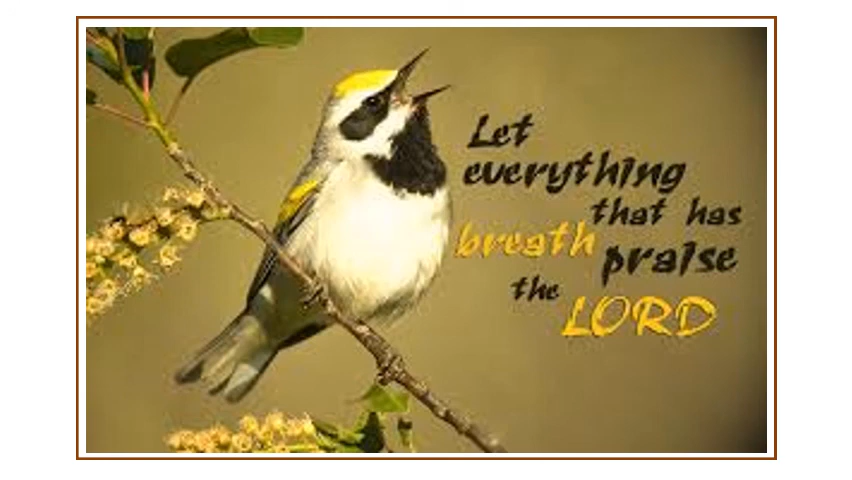 Let
everything
that has
breath praise
the LORD